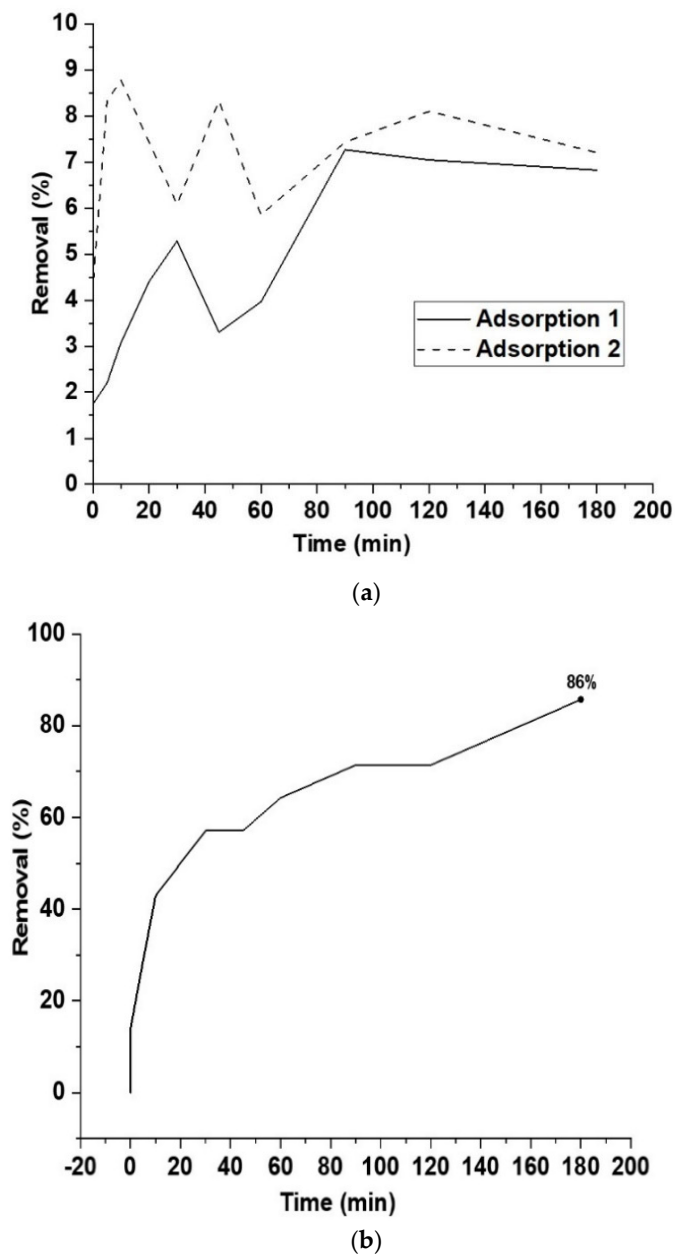 10
9
8
7
6
5
4
3
2
1
0
Removal (%)
Adsorption 1
Adsorption 2
0 20 40 60 80 100 120 140 160 180 200
Time (min)
(a)
100
80
60
40
20
0
Removal (%)
86%
-20 0 20 40 60 80 100 120 140 160 180 200
Time (min)
(b)